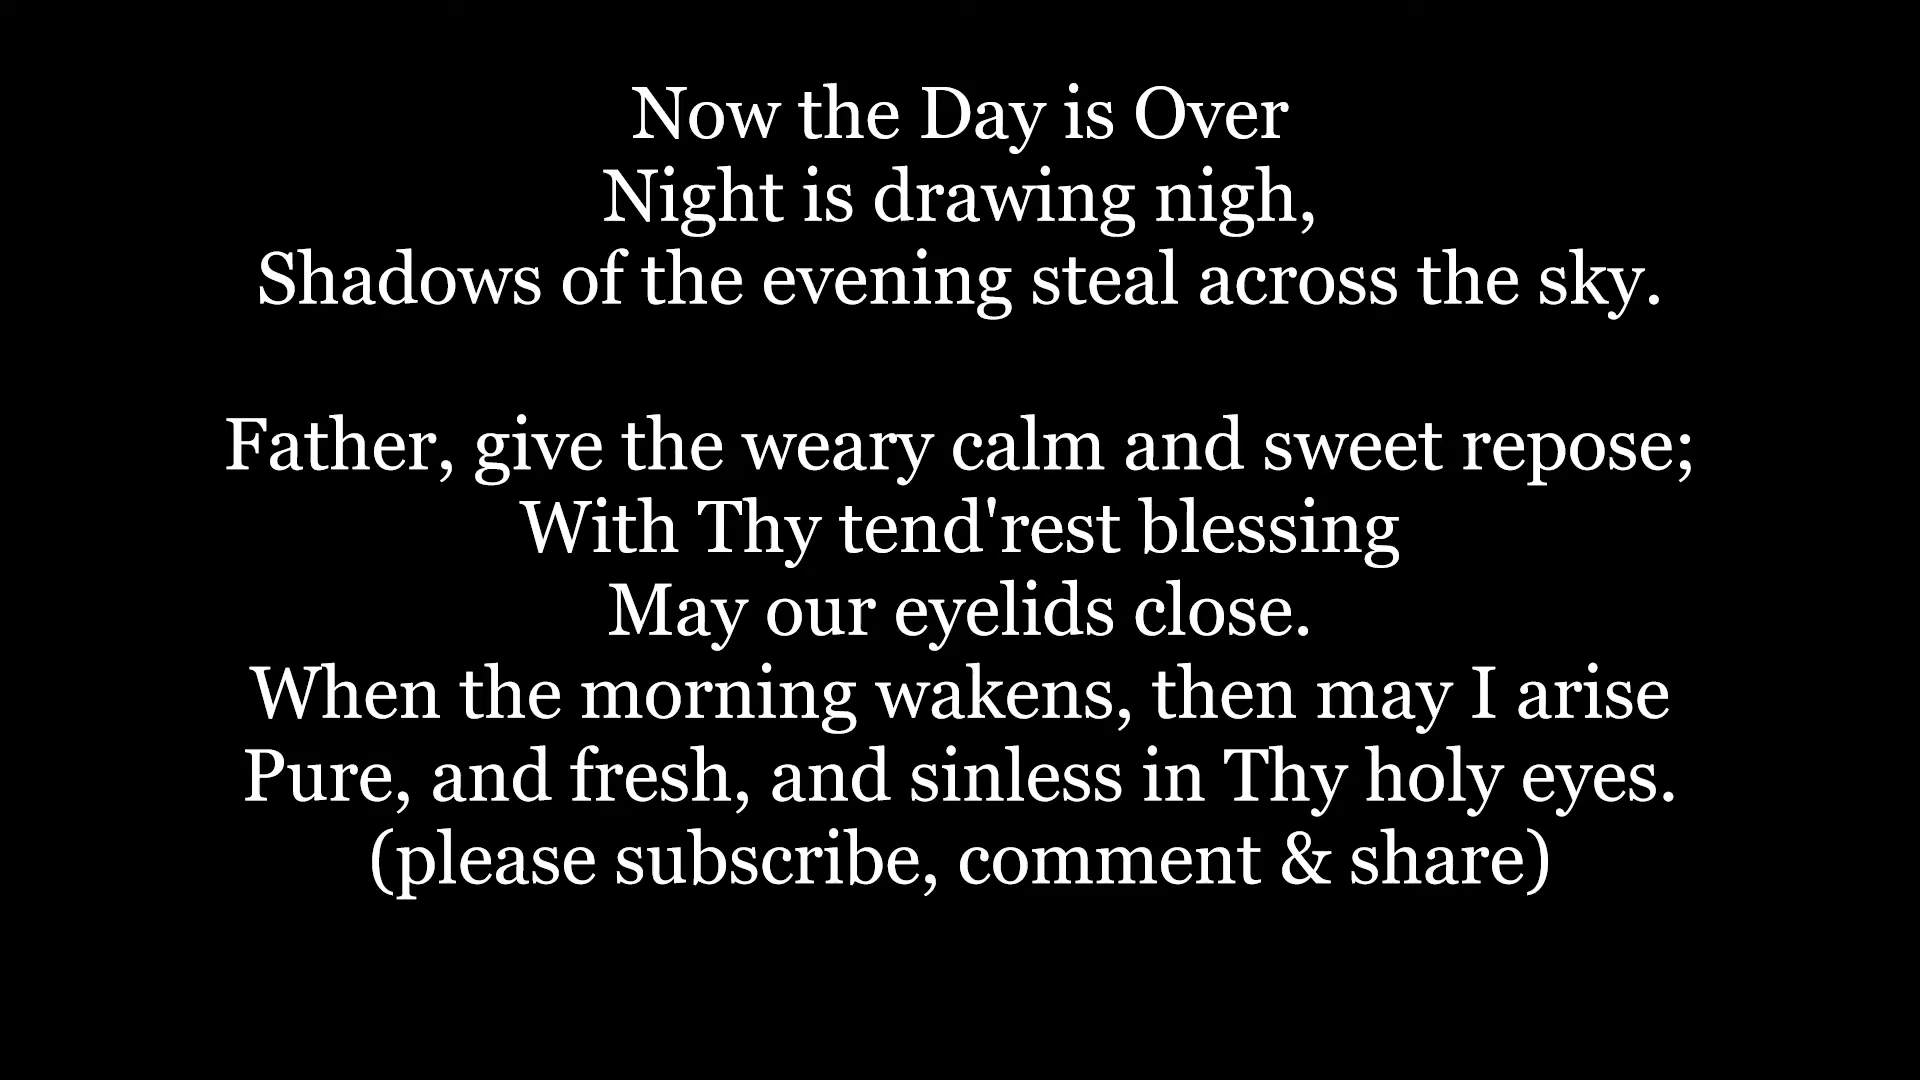 Now the Day is Over
Night is drawing nigh,
Shadows of the evening steal across the sky.
Father, give the weary calm and sweet repose;
With Thy tend'rest blessing
May our eyelids close.
When the morning wakens, then may I arise
Pure, and fresh, and sinless in Thy holy eyes.
(please subscribe, comment & share)